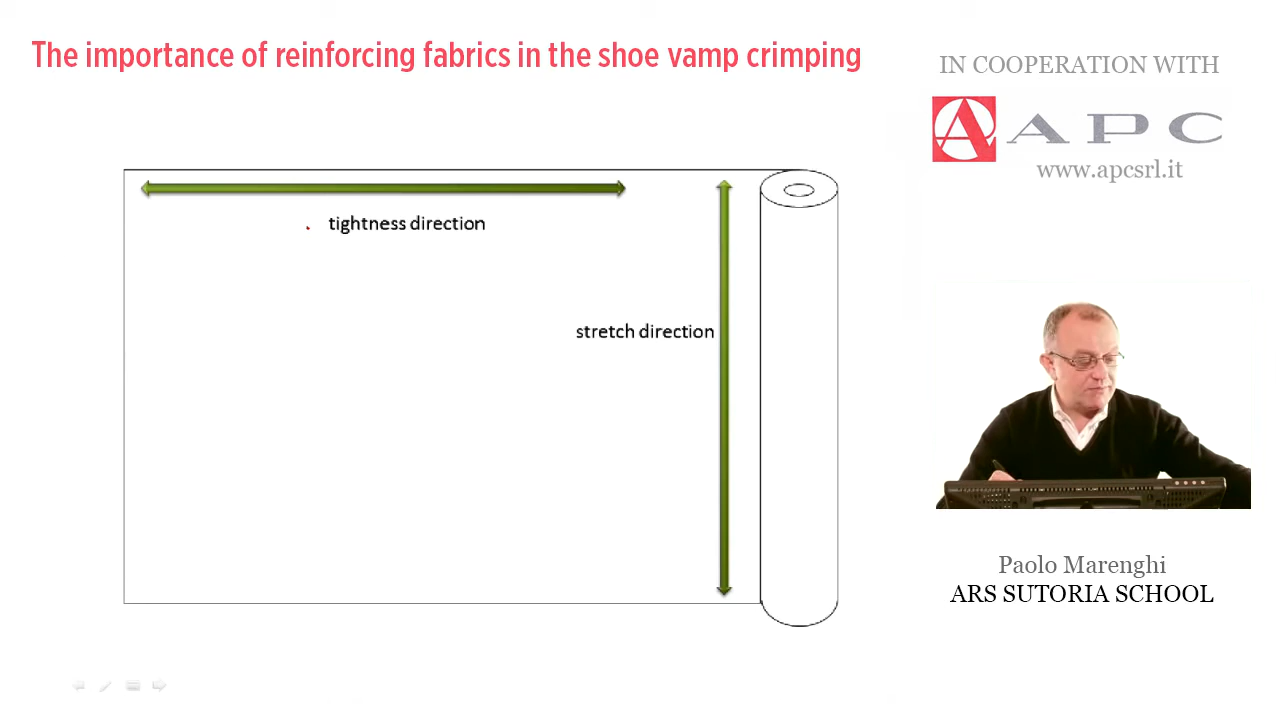 The importance of reinforcing fabrics in the shoe vamp crimping
IN COOPERATION WITH
A APC
www.apcsrl.it
tightness direction
stretch direction
Paolo Marenghi
ARS SUTORIA SCHOOL